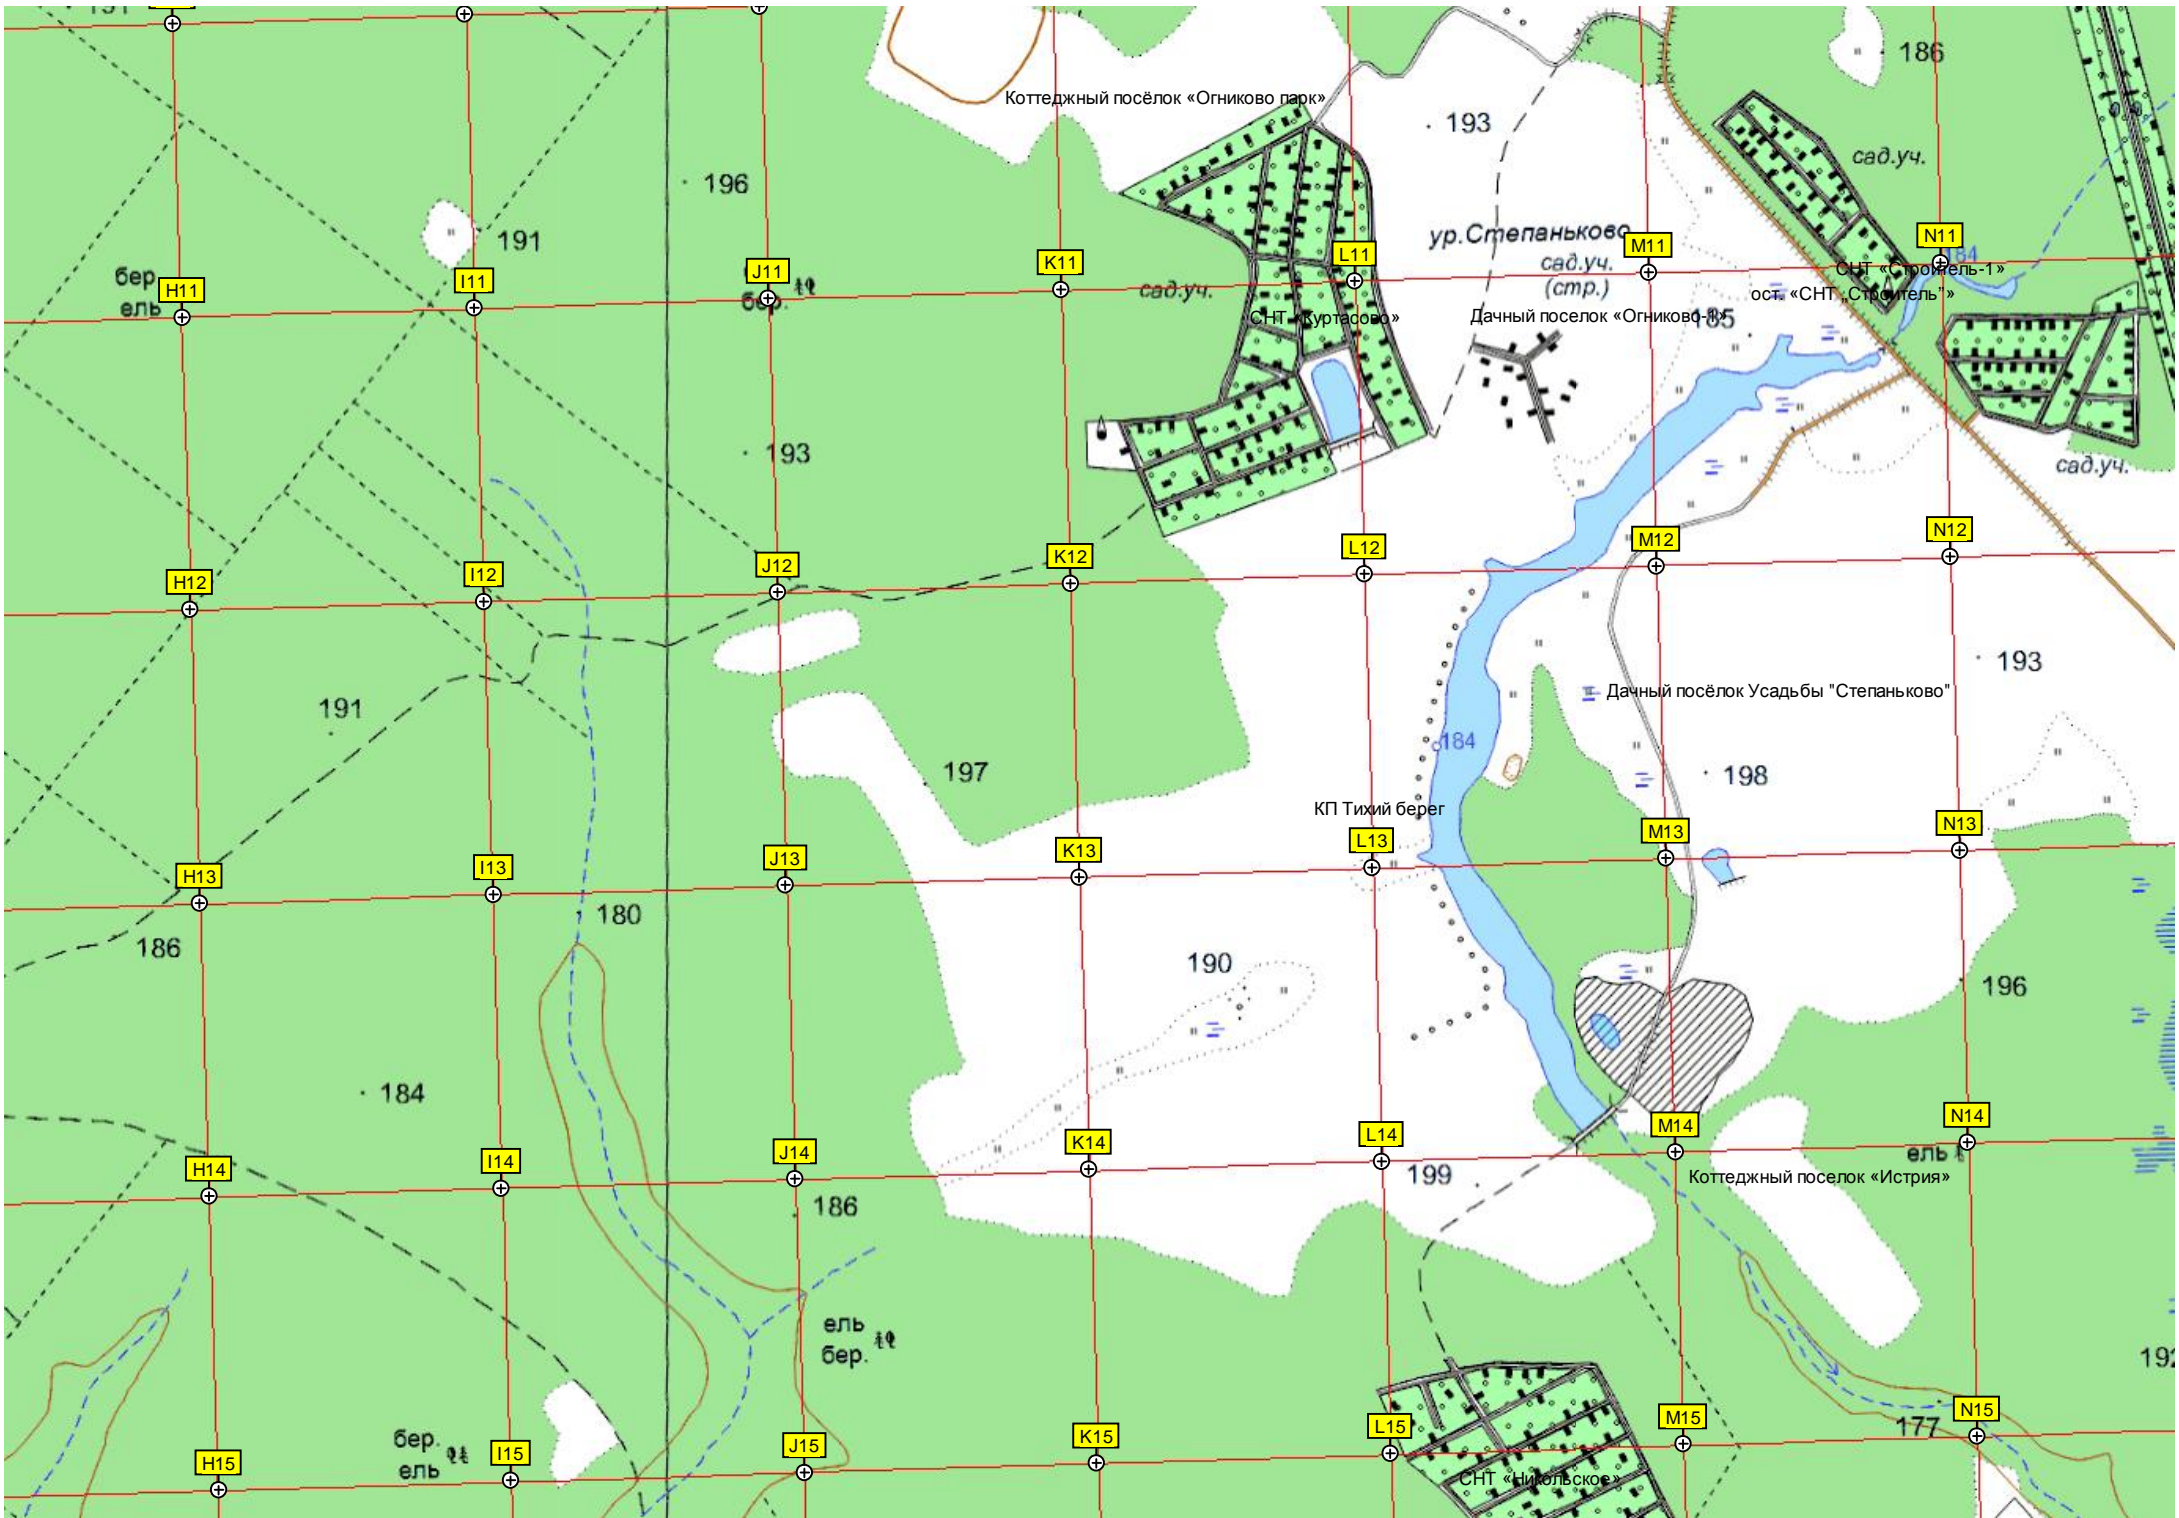 186
Коттеджный посёлок «Огниково парк»
193
сад.уч.
196
191
ур.Степаньково
M11
N11
L11
K11
J11
I11
H11
бер.
ель
сад.уч.
(стр.)
184
СНТ «Строитель-1»
ост. «СНТ „Строитель”»
бер.
сад.уч.
СНТ «Куртасово»
Дачный поселок «Огниково-1»
185
193
сад.уч.
N12
M12
L12
K12
J12
I12
H12
193
Дачный посёлок Усадьбы "Степаньково"
191
184
197
198
КП Тихий берег
N13
M13
L13
K13
J13
I13
H13
180
186
190
196
184
N14
M14
L14
K14
J14
I14
H14
ель
199
Коттеджный поселок «Истрия»
186
ель
бер.
192
N15
M15
L15
K15
J15
I15
H15
177
бер.
ель
СНТ «Никольское»